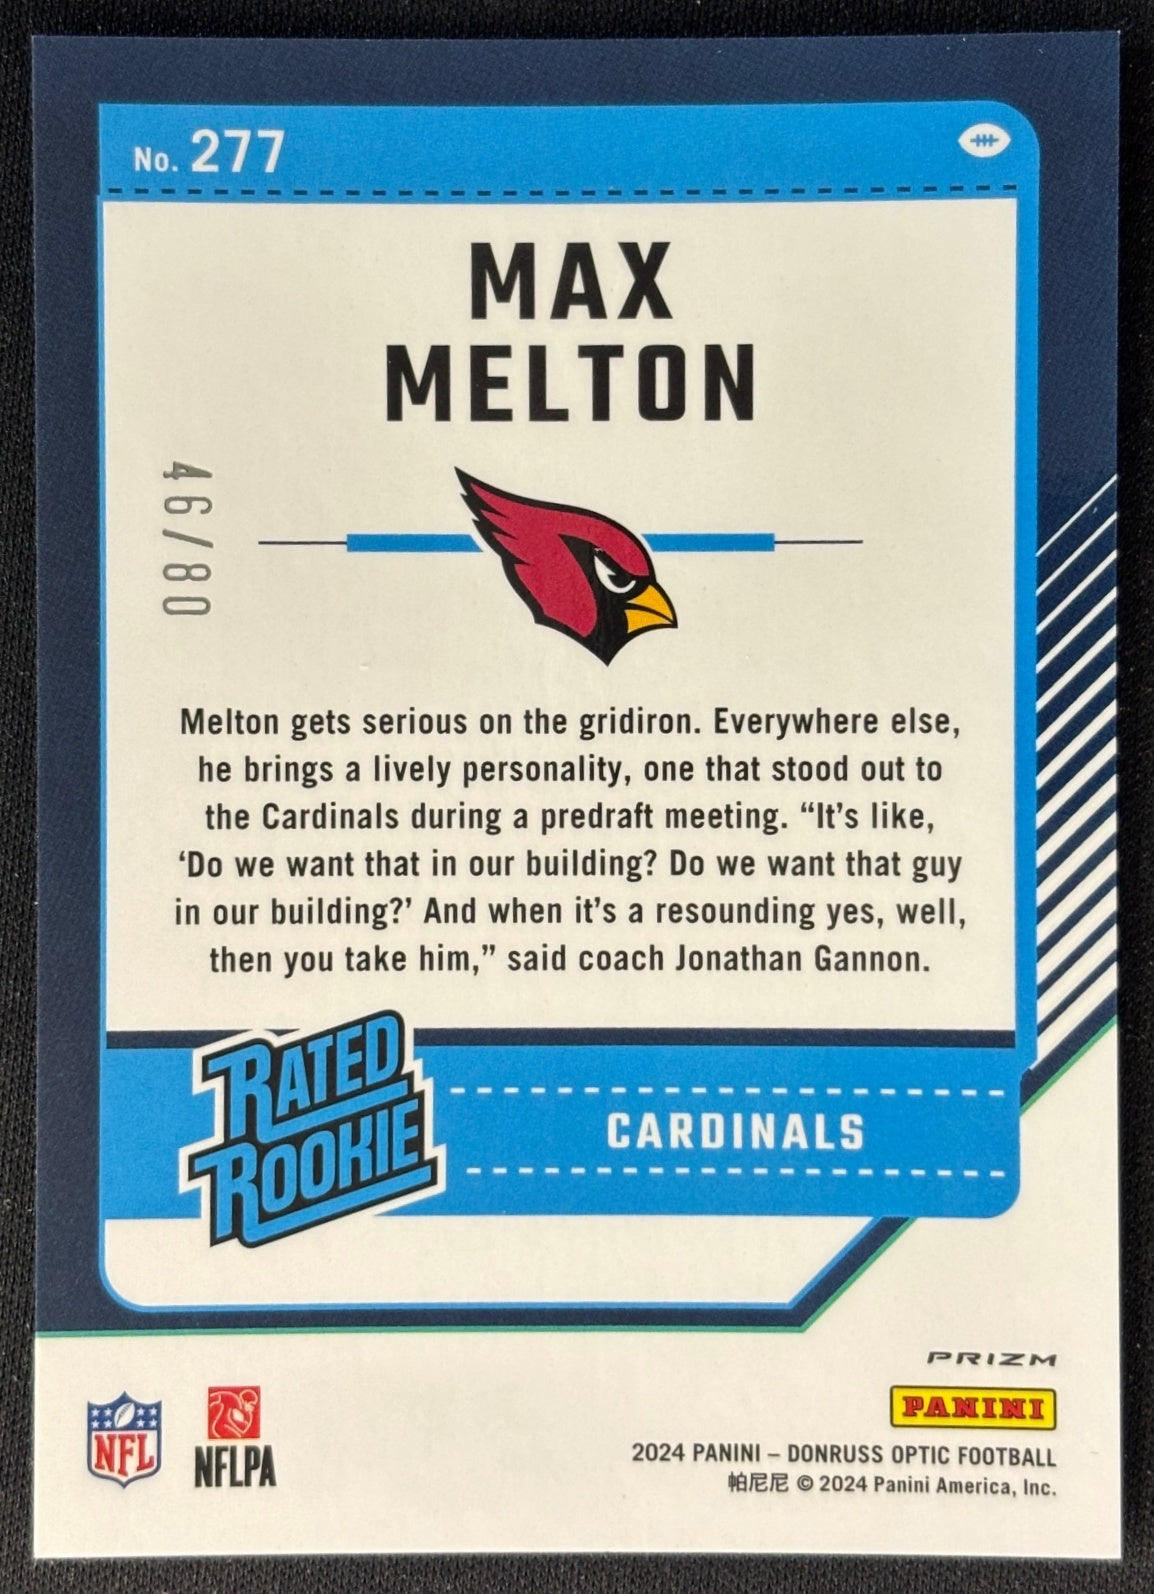 No. 277
MAX
MELTON
46/80
Melton gets serious on the gridiron. Everywhere else,
he brings a lively personality, one that stood out to
the Cardinals during a predraft meeting. “It’s like,
‘Do we want that in our building? Do we want that guy
in our building?’ And when it’s a resounding yes, well,
then you take him,” said coach Jonathan Gannon.
RATED
ROOKIE
CARDINALS
PRIZM
PANINI
NFL
NFLPA
2024 PANINI – DONRUSS OPTIC FOOTBALL
帕尼尼 © 2024 Panini America, Inc.